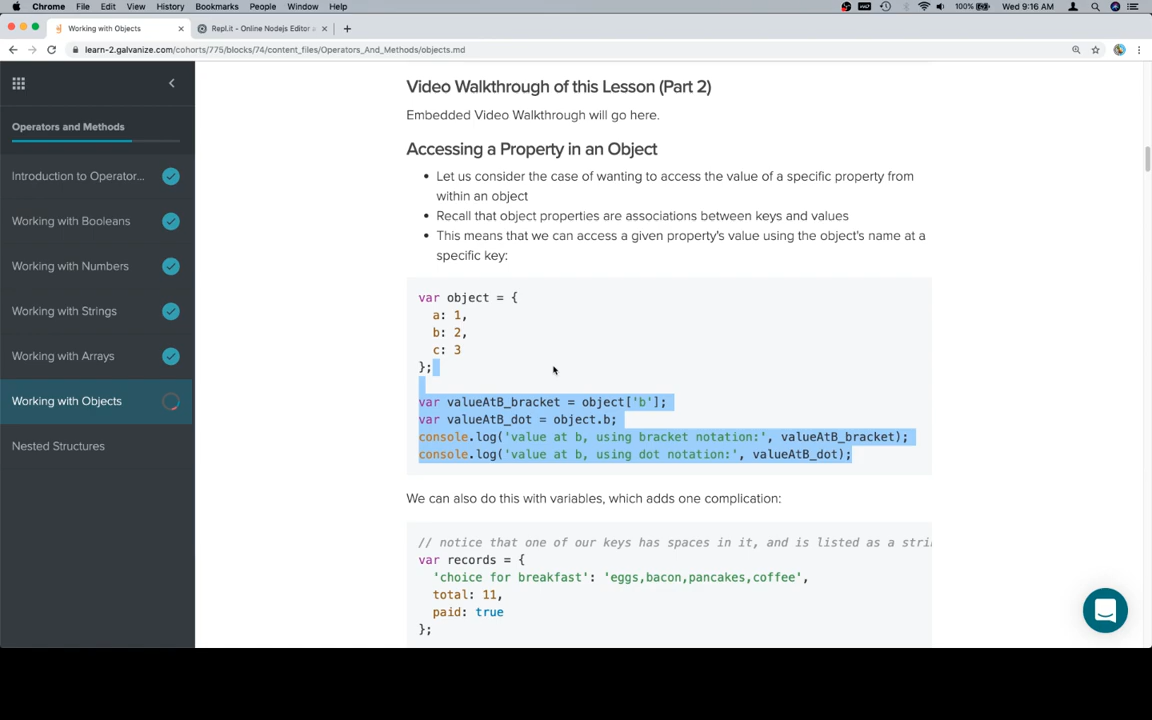 Chrome File Edit View History Bookmarks People Window Help
100% Wed 9:16 AM
Working with Objects
Repl.it - Online Nodejs Editor a
learn-2.galvanize.com/cohorts/775/blocks/74/content_files/Operators_And_Methods/objects.md
Operators and Methods
Introduction to Operator...
Working with Booleans
Working with Numbers
Working with Strings
Working with Arrays
Working with Objects
Nested Structures
Video Walkthrough of this Lesson (Part 2)
Embedded Video Walkthrough will go here.
Accessing a Property in an Object
Let us consider the case of wanting to access the value of a specific property from
within an object
Recall that object properties are associations between keys and values
This means that we can access a given property's value using the object's name at a
specific key:
var object = {
a: 1,
b: 2,
c: 3
};
var valueAtB_bracket = object['b'];
var valueAtB_dot = object.b;
console.log('value at b, using bracket notation:', valueAtB_bracket);
console.log('value at b, using dot notation:', valueAtB_dot);
We can also do this with variables, which adds one complication:
// notice that one of our keys has spaces in it, and is listed as a stri
var records = {
'choice for breakfast': 'eggs,bacon,pancakes,coffee',
total: 11,
paid: true
};